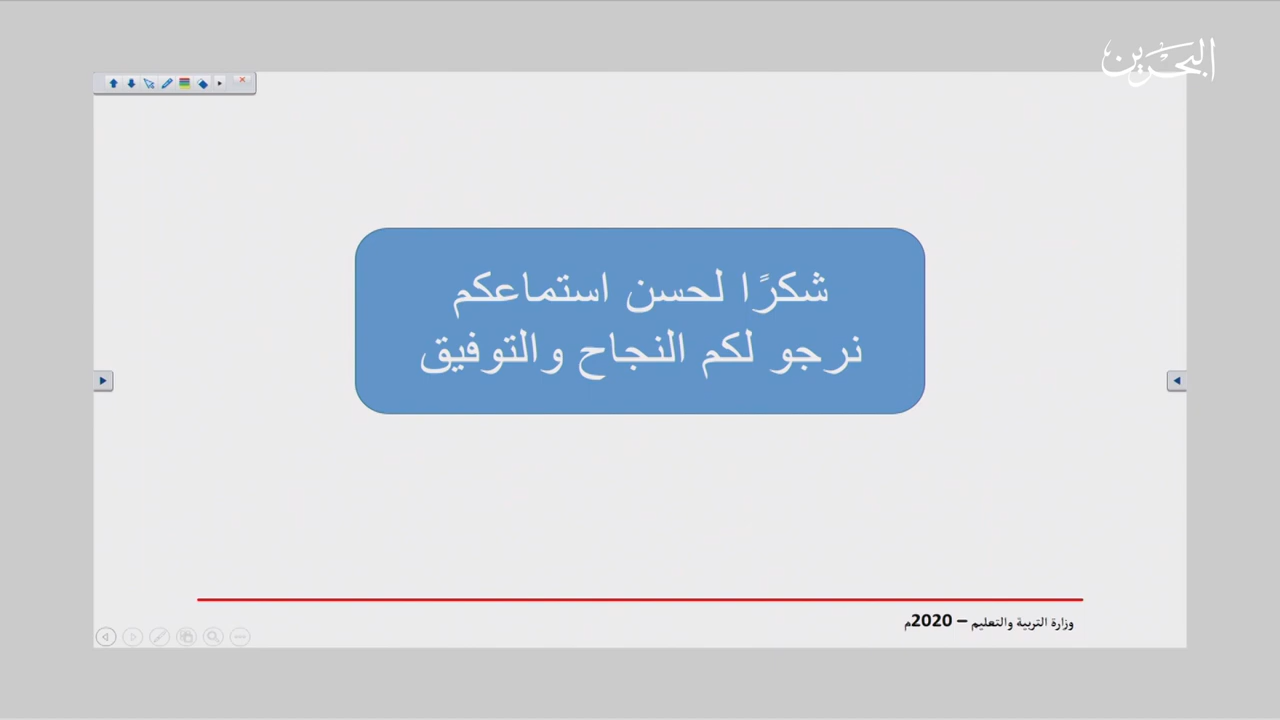 البحرين
شكرًا لحسن استماعكم
نرجو لكم النجاح والتوفيق
وزارة التربية والتعليم – 2020م